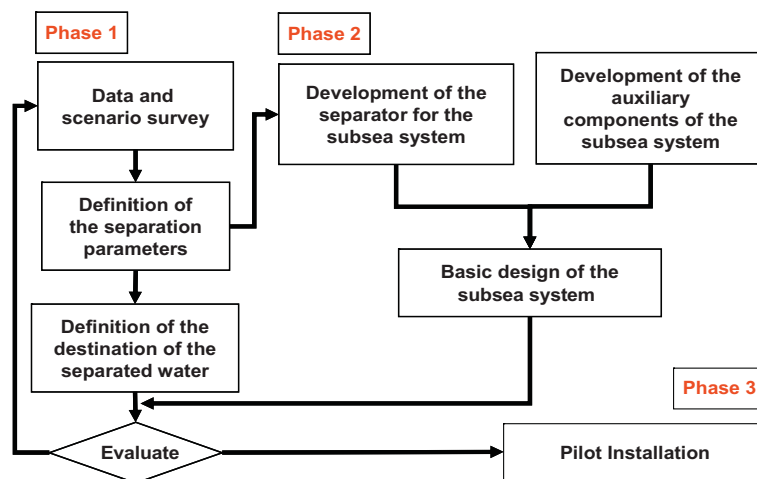 Phase 1
Data and
scenario survey
Definition of
the separation
parameters
Definition of the
destination of the
separated water
Evaluate
Phase 2
Development of the
separator for the
subsea system
Development of the
auxiliary
components of the
subsea system
Basic design of the
subsea system
Phase 3
Pilot Installation